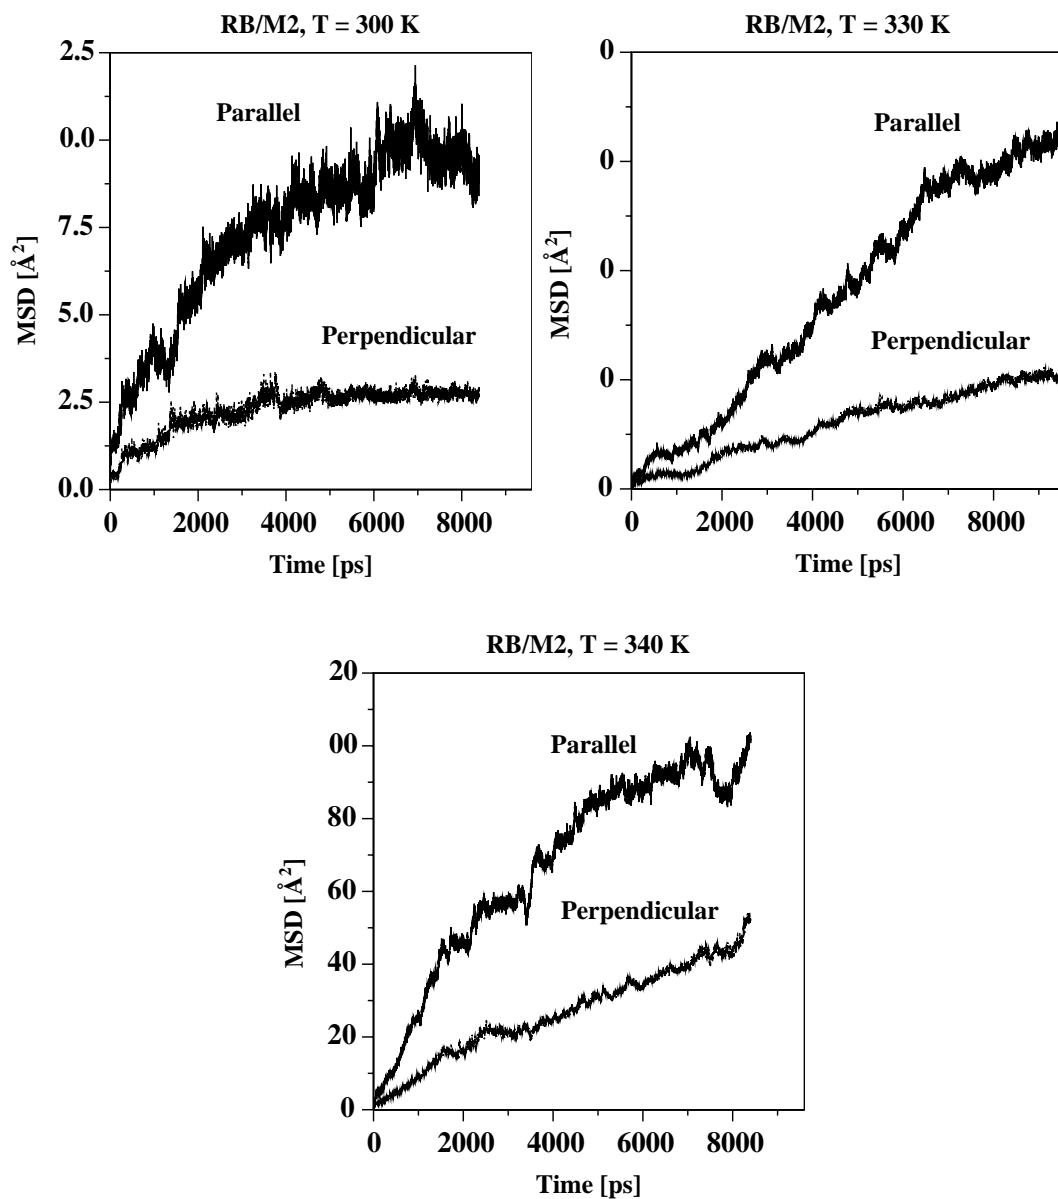 RB/M2, T = 300 K
2.5
0.0
7.5
5.0
2.5
0.0
MSD [Å²]
Parallel
Perpendicular
0 2000 4000 6000 8000
Time [ps]
RB/M2, T = 330 K
0
0
0
0
0
MSD [Å²]
Parallel
Perpendicular
0 2000 4000 6000 8000
Time [ps]
RB/M2, T = 340 K
20
00
80
60
40
20
0
MSD [Å²]
Parallel
Perpendicular
0 2000 4000 6000 8000
Time [ps]